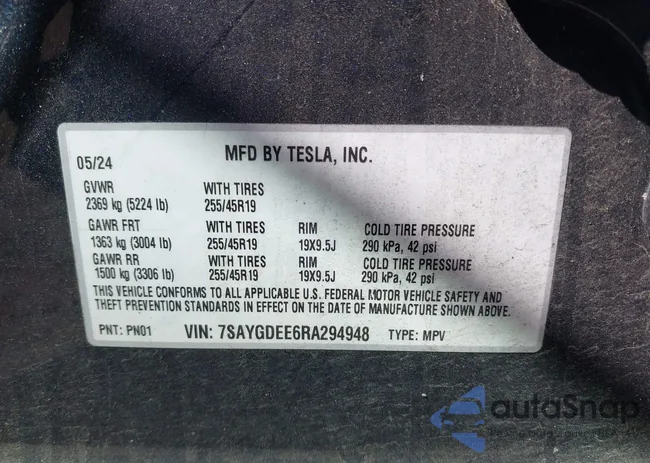 05/24 MFD BY TESLA, INC.
GVWR WITH TIRES
2369 kg (5224 lb) 255/45R19
GAWR FRT WITH TIRES RIM COLD TIRE PRESSURE
1363 kg (3004 lb) 255/45R19 19X9.5J 290 kPa, 42 psi
GAWR RR WITH TIRES RIM COLD TIRE PRESSURE
1500 kg (3306 lb) 255/45R19 19X9.5J 290 kPa, 42 psi
THIS VEHICLE CONFORMS TO ALL APPLICABLE U.S. FEDERAL MOTOR VEHICLE SAFETY AND
THEFT PREVENTION STANDARDS IN EFFECT ON THE DATE OF MANUFACTURE SHOWN ABOVE.
PNT: PN01 VIN: 7SAYGDEE6RA294948 TYPE: MPV
autoSnap